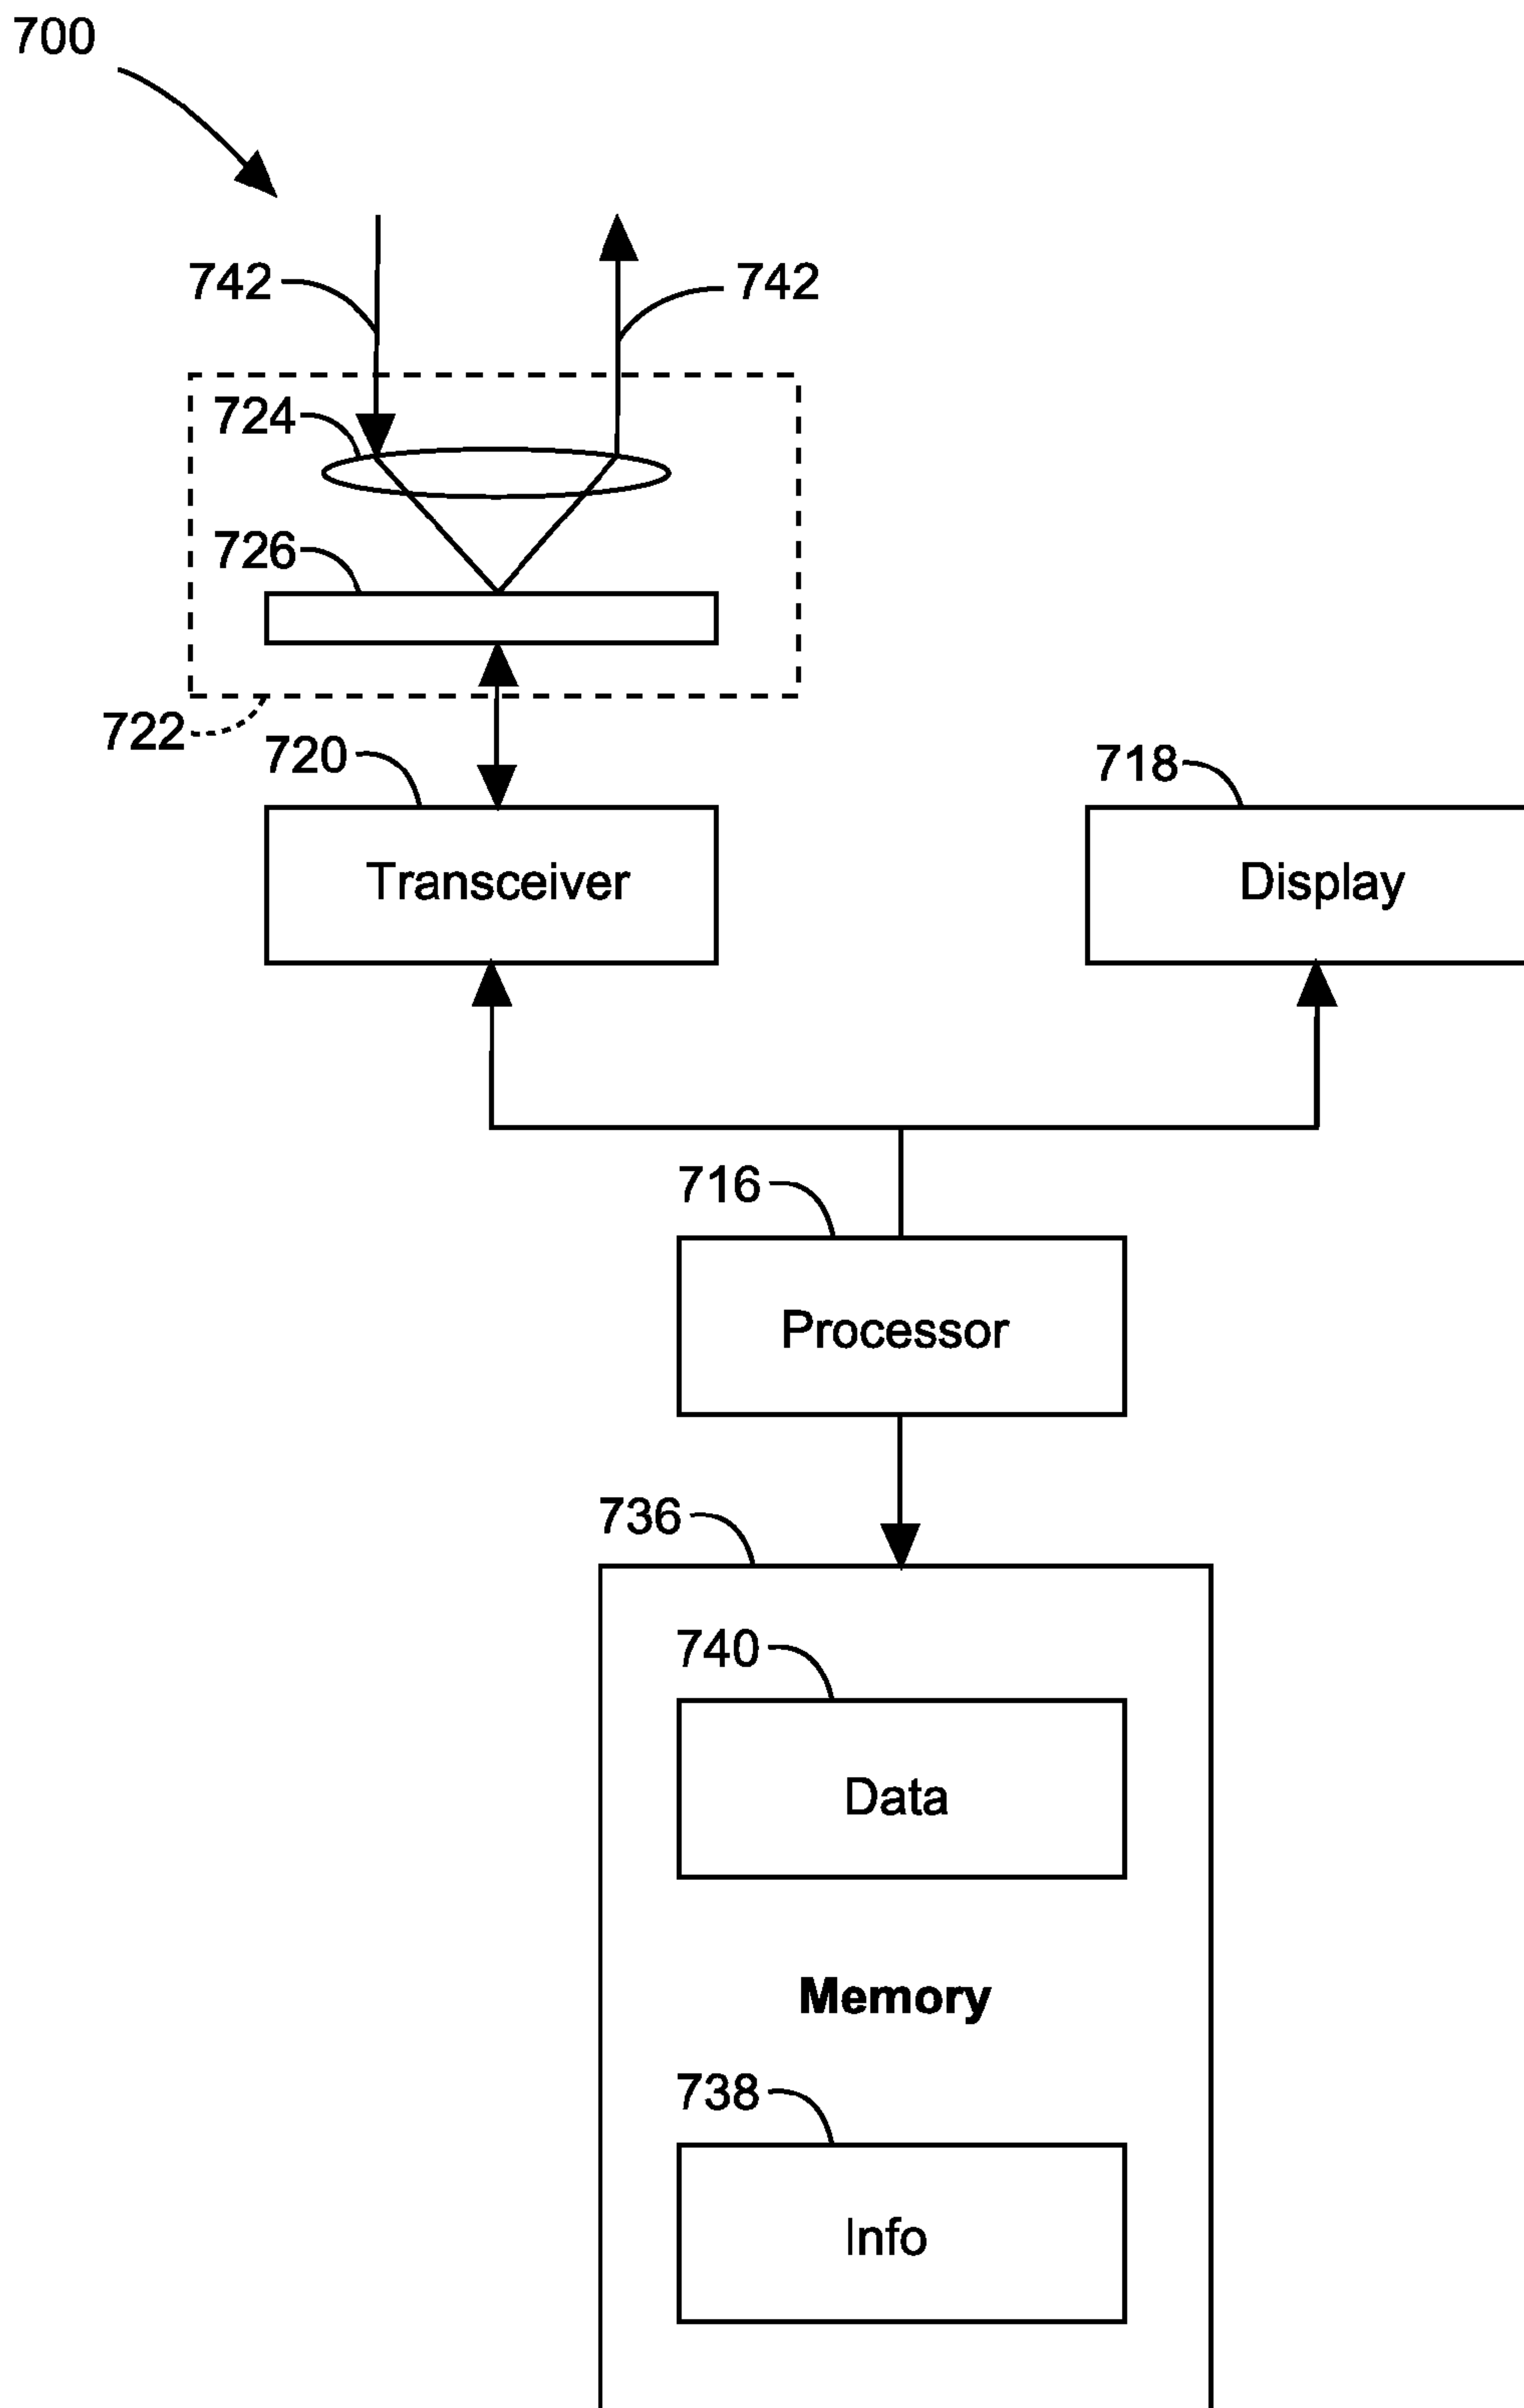 700
742
742
724
726
722
720
718
Transceiver
Display
716
Processor
736
740
Data
Memory
738
Info